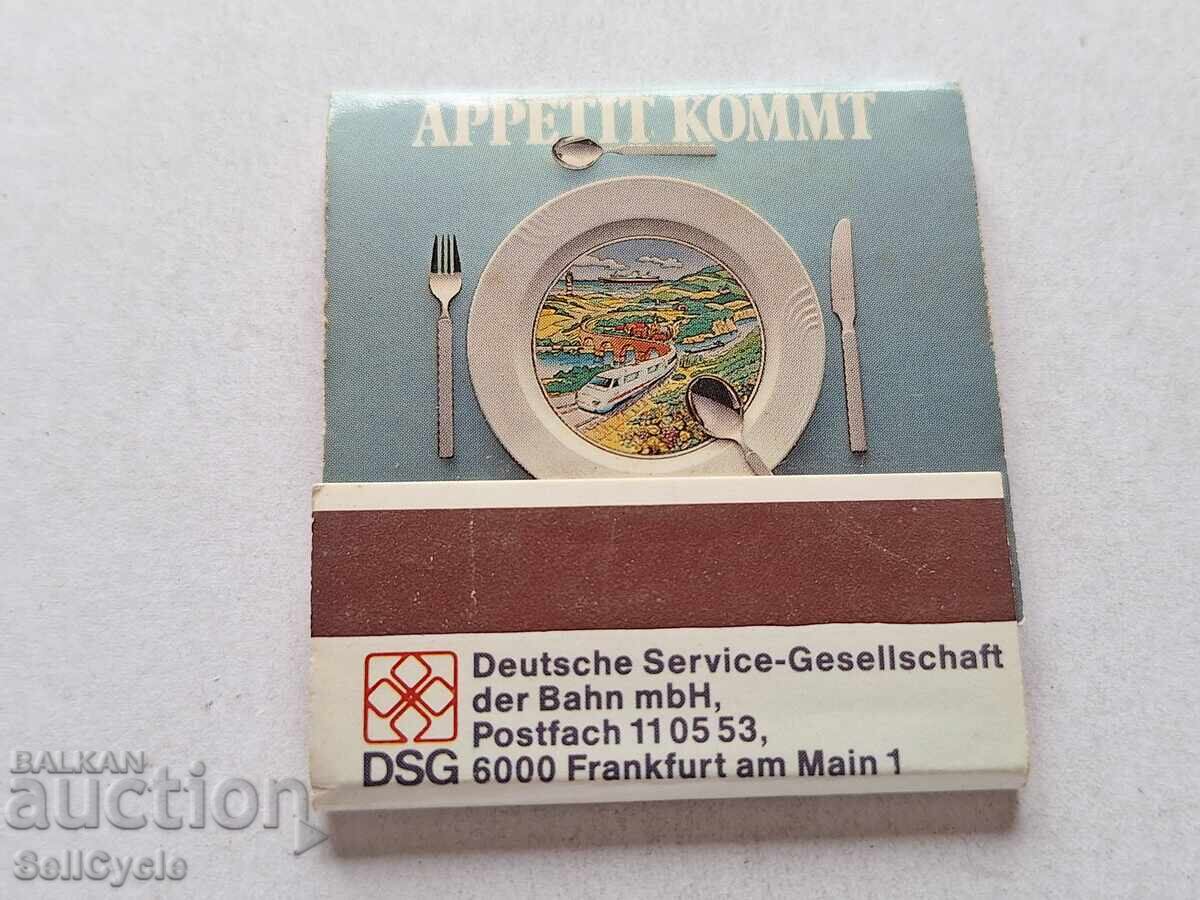 APPETIT KOMMT
Deutsche Service-Gesellschaft
der Bahn mbH,
Postfach 11 05 53,
DSG 6000 Frankfurt am Main 1
BALKAN
auction
SellCycle